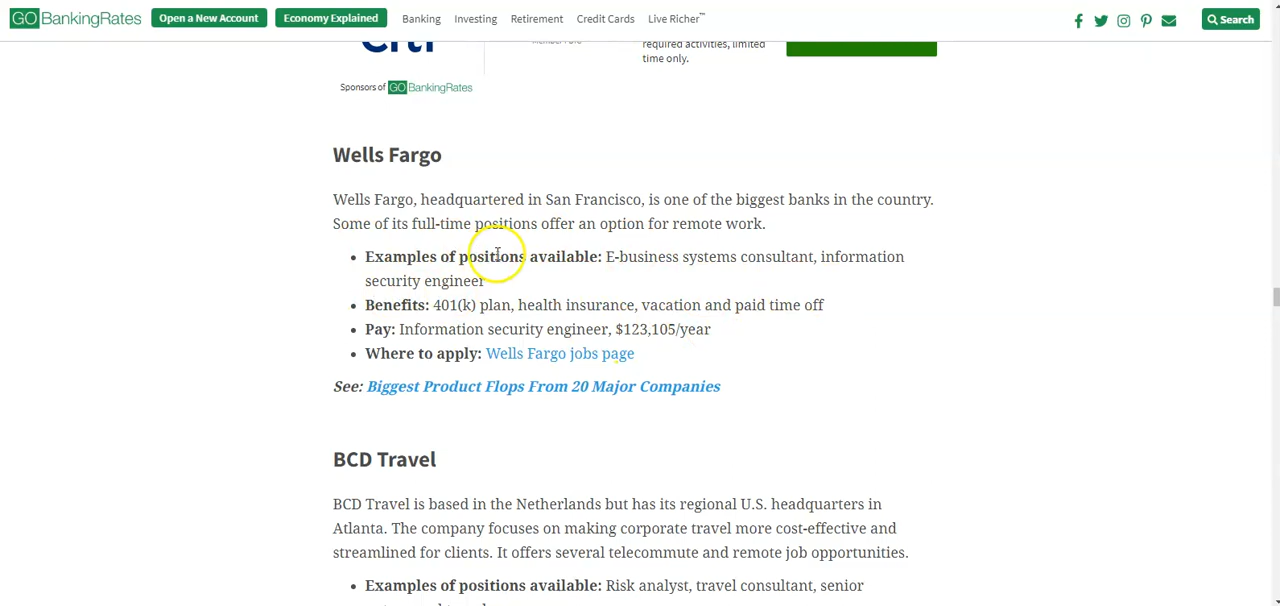 GOBankingRates Open a New Account Economy Explained Banking Investing Retirement Credit Cards Live Richer™ Search
required activities, limited
time only.
Sponsors of GOBankingRates
Wells Fargo
Wells Fargo, headquartered in San Francisco, is one of the biggest banks in the country.
Some of its full-time positions offer an option for remote work.
• Examples of positions available: E-business systems consultant, information
security engineer
• Benefits: 401(k) plan, health insurance, vacation and paid time off
• Pay: Information security engineer, $123,105/year
• Where to apply: Wells Fargo jobs page
See: Biggest Product Flops From 20 Major Companies
BCD Travel
BCD Travel is based in the Netherlands but has its regional U.S. headquarters in
Atlanta. The company focuses on making corporate travel more cost-effective and
streamlined for clients. It offers several telecommute and remote job opportunities.
• Examples of positions available: Risk analyst, travel consultant, senior